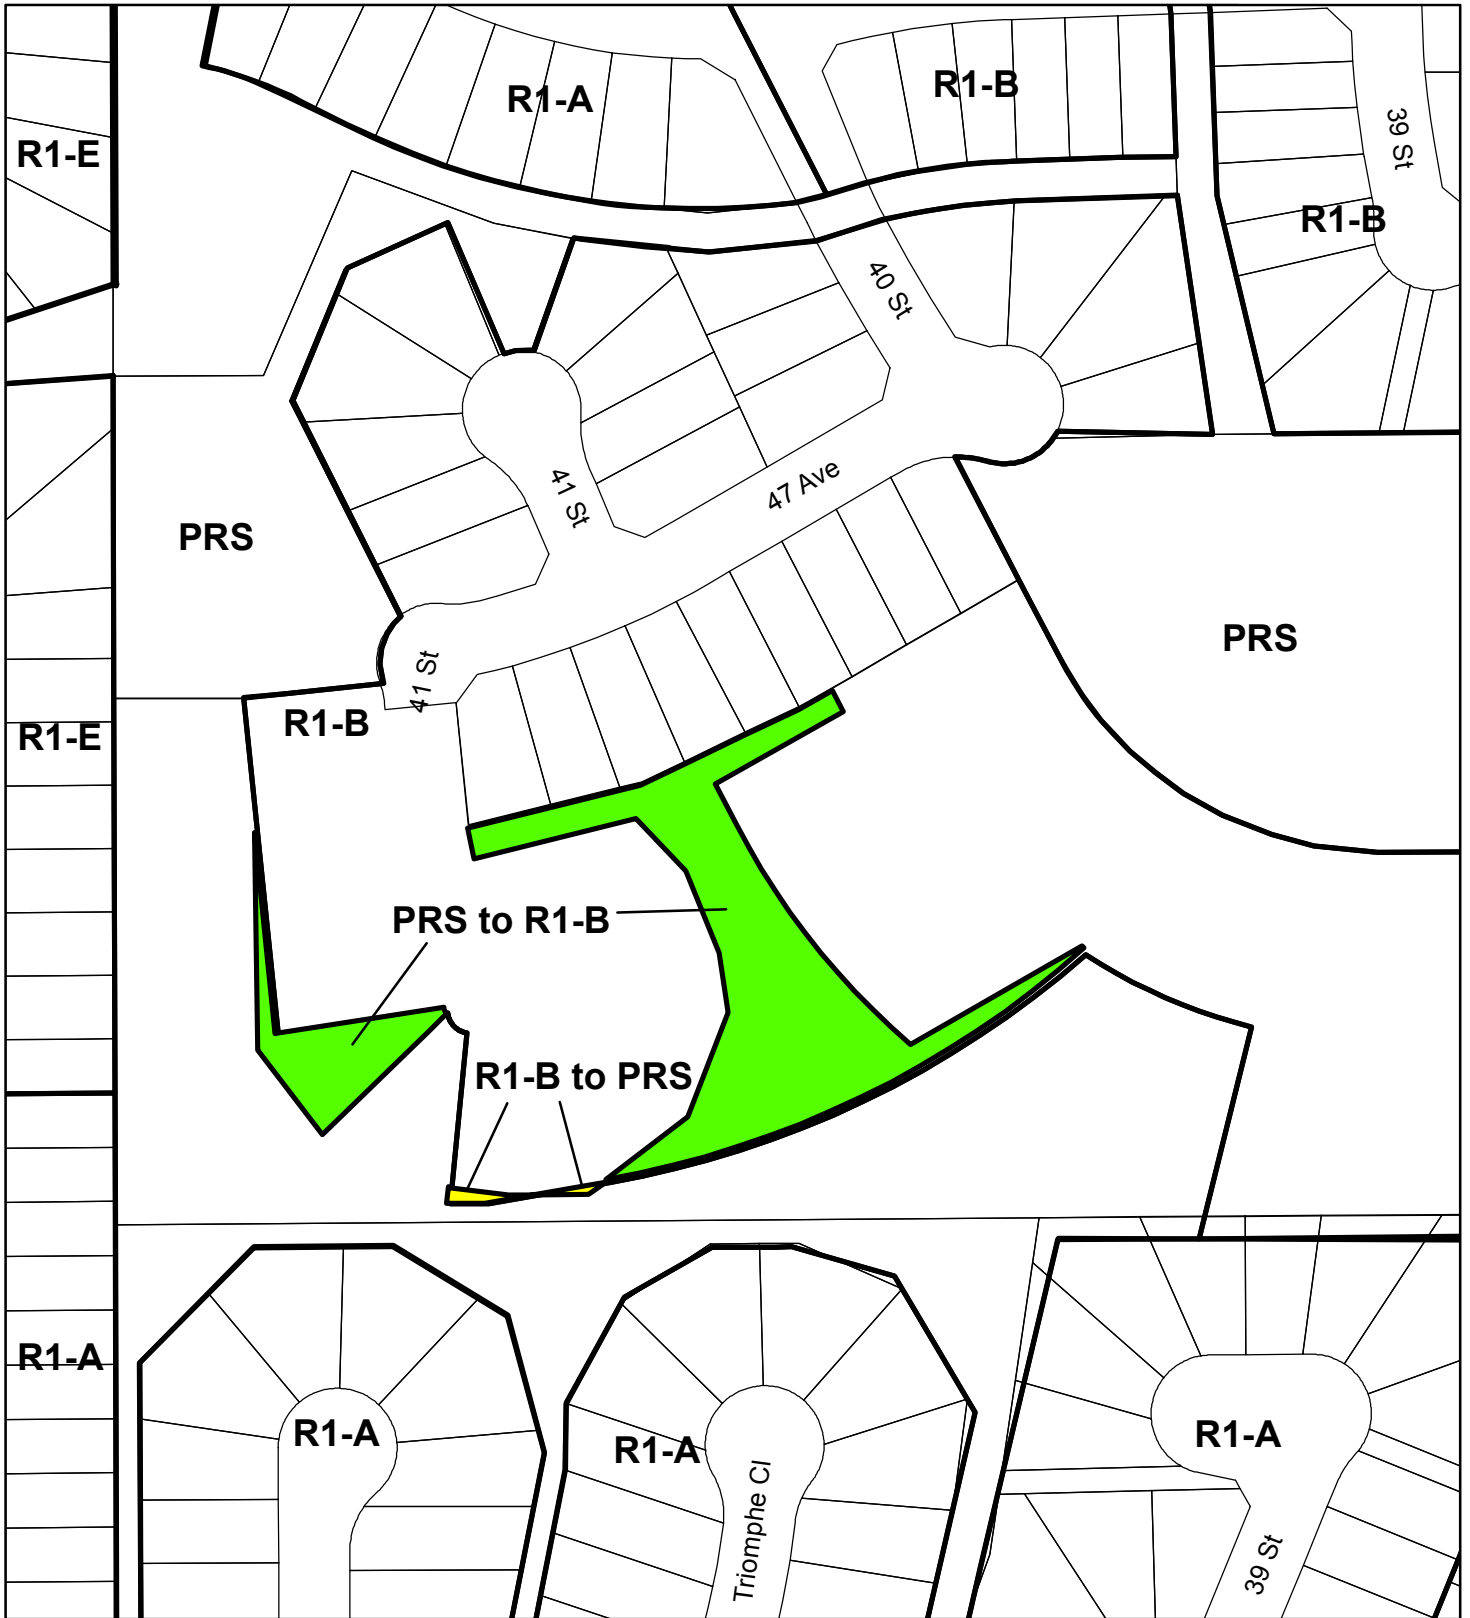 R1-A
R1-B
39 St
R1-E
R1-B
40 St
47 Ave
41 St
PRS
PRS
41 St
R1-B
R1-E
PRS to R1-B
R1-B to PRS
R1-A
R1-A
R1-A
R1-A
Triomphe Cl
39 St